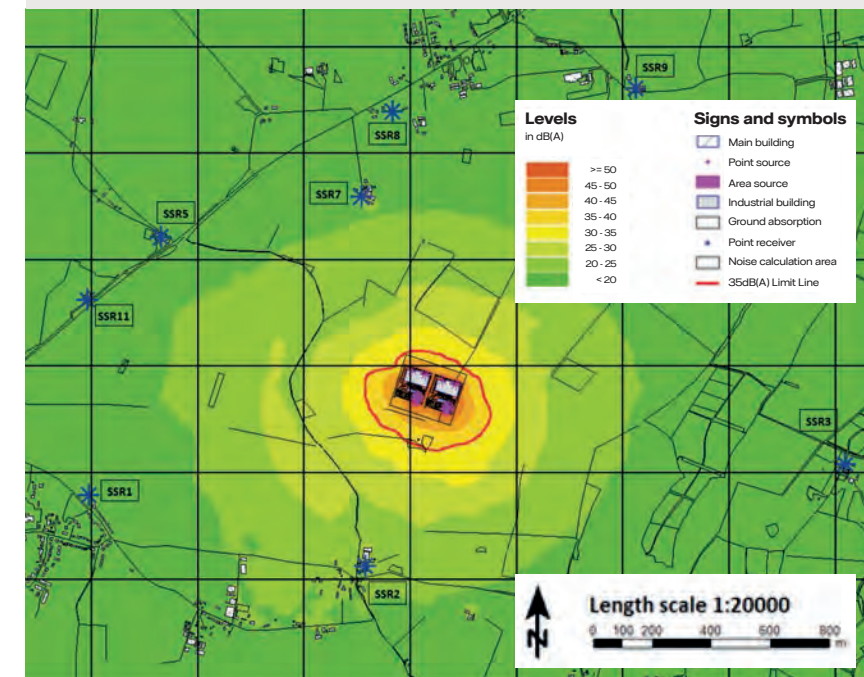 SSR9
SSR8
SSR7
SSR5
SSR11
SSR3
SSR1
SSR2
Levels
in dB(A)
>= 50
45 - 50
40 - 45
35 - 40
30 - 35
25 - 30
20 - 25
< 20
Signs and symbols
Main building
Point source
Area source
Industrial building
Ground absorption
Point receiver
Noise calculation area
35dB(A) Limit Line
N
Length scale 1:20000
0 100 200 400 600 800
m